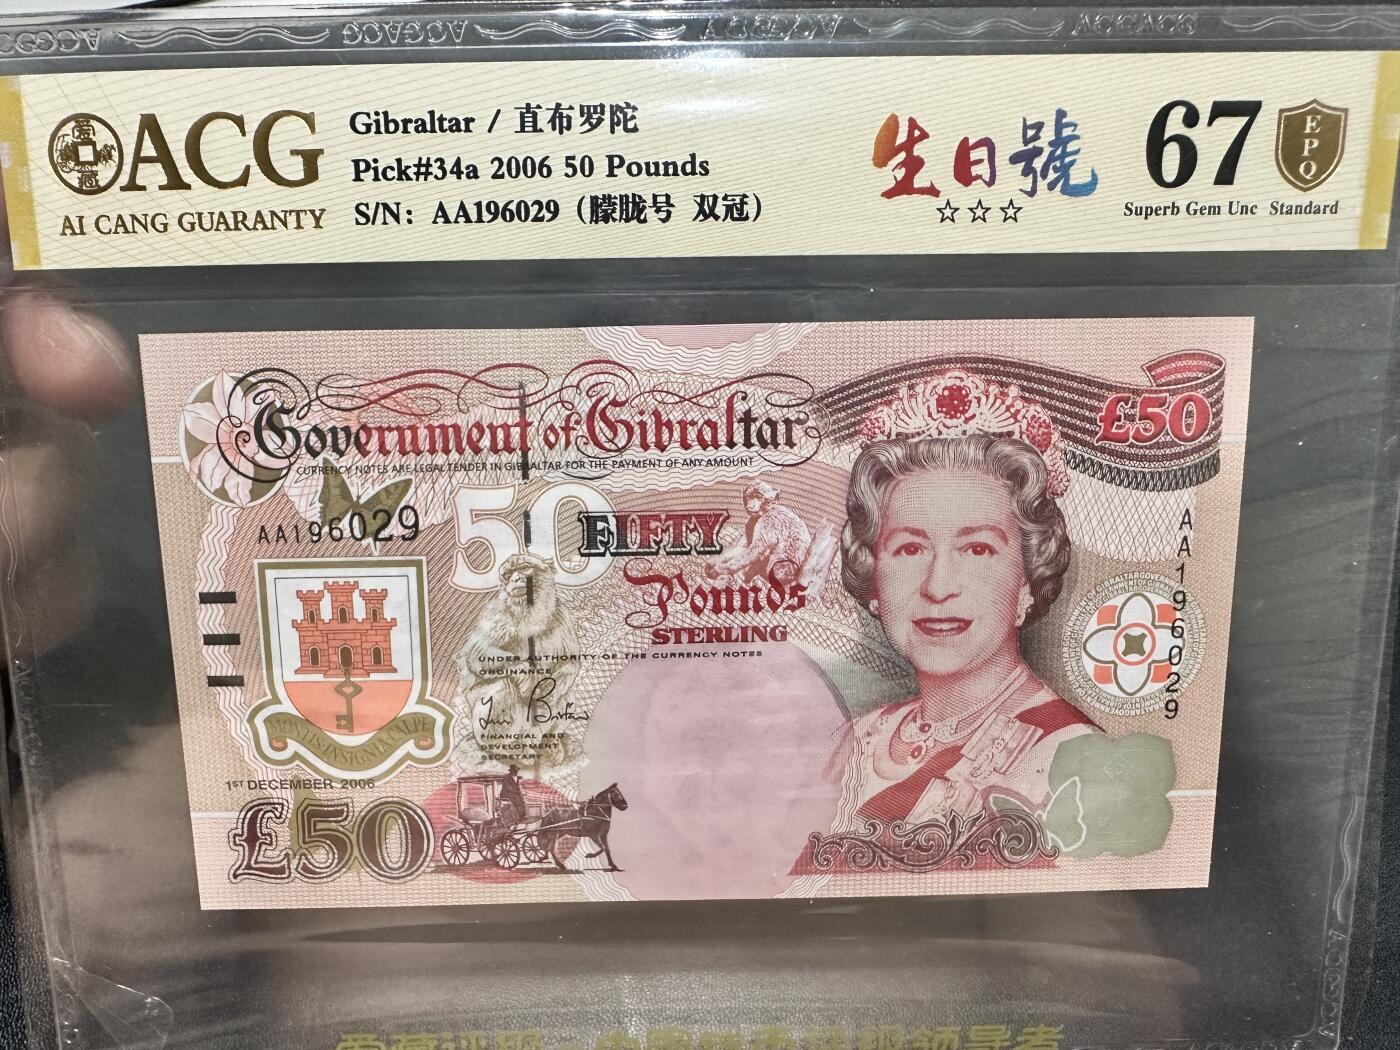 ACG
AI CANG GUARANTY
Gibraltar / 直布罗陀
Pick#34a 2006 50 Pounds
S/N: AA196029（朦胧号 双冠）
生日號
☆☆☆
67
EPQ
Superb Gem Unc Standard
Government of Gibraltar
£50
CURRENCY NOTES ARE LEGAL TENDER IN GIBRALTAR FOR THE PAYMENT OF ANY AMOUNT
AA196029
50
FIFTY
Pounds
STERLING
AA196029
UNDER AUTHORITY OF THE CURRENCY NOTES
ORDINANCE
FINANCIAL AND
DEVELOPMENT
SECRETARY
MONTIS INSIGNIA CALPE
1ST DECEMBER 2006
£50